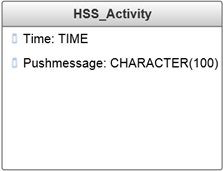 HSS_Activity
Time: TIME
Pushmessage: CHARACTER(100)